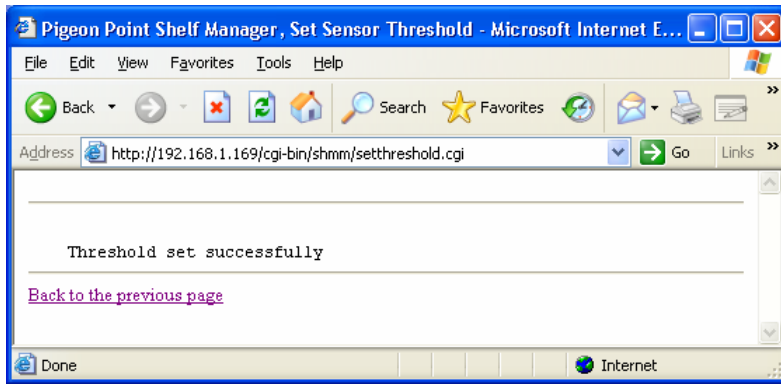 Pigeon Point Shelf Manager, Set Sensor Threshold - Microsoft Internet E...
File Edit View Favorites Tools Help
Back Search Favorites »
Address http://192.168.1.169/cgi-bin/shmm/setthreshold.cgi Go Links »
Threshold set successfully
Back to the previous page
Done Internet